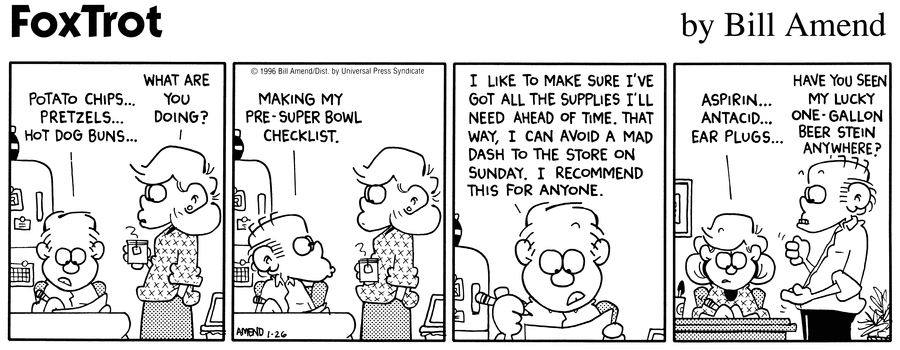 FoxTrot
by Bill Amend
POTATO CHIPS...
PRETZELS...
HOT DOG BUNS...
WHAT ARE
YOU
DOING?
© 1996 Bill Amend/Dist. by Universal Press Syndicate
MAKING MY
PRE-SUPER BOWL
CHECKLIST.
AMEND 1-26
I LIKE TO MAKE SURE I'VE
GOT ALL THE SUPPLIES I'LL
NEED AHEAD OF TIME. THAT
WAY, I CAN AVOID A MAD
DASH TO THE STORE ON
SUNDAY. I RECOMMEND
THIS FOR ANYONE.
ASPIRIN...
ANTACID...
EAR PLUGS...
HAVE YOU SEEN
MY LUCKY
ONE-GALLON
BEER STEIN
ANYWHERE?